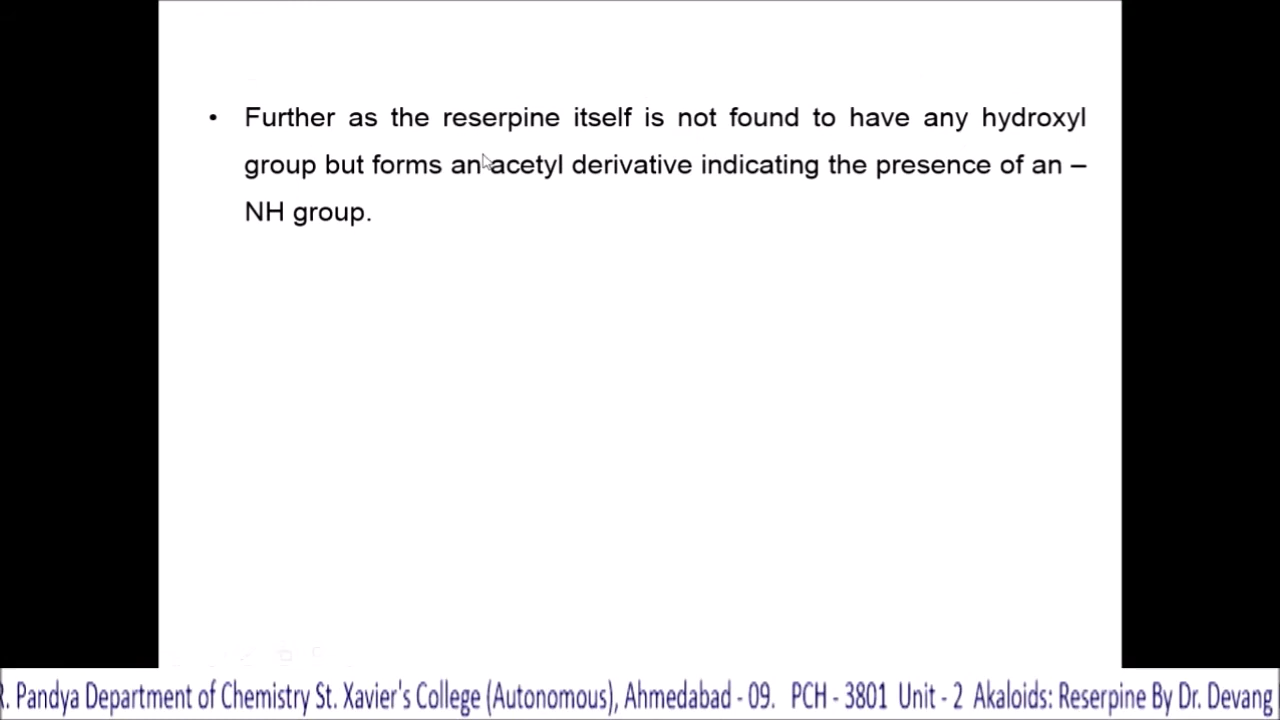 • Further as the reserpine itself is not found to have any hydroxyl
group but forms an acetyl derivative indicating the presence of an –
NH group.
R. Pandya Department of Chemistry St. Xavier's College (Autonomous), Ahmedabad - 09. PCH - 3801 Unit - 2 Akaloids: Reserpine By Dr. Devang